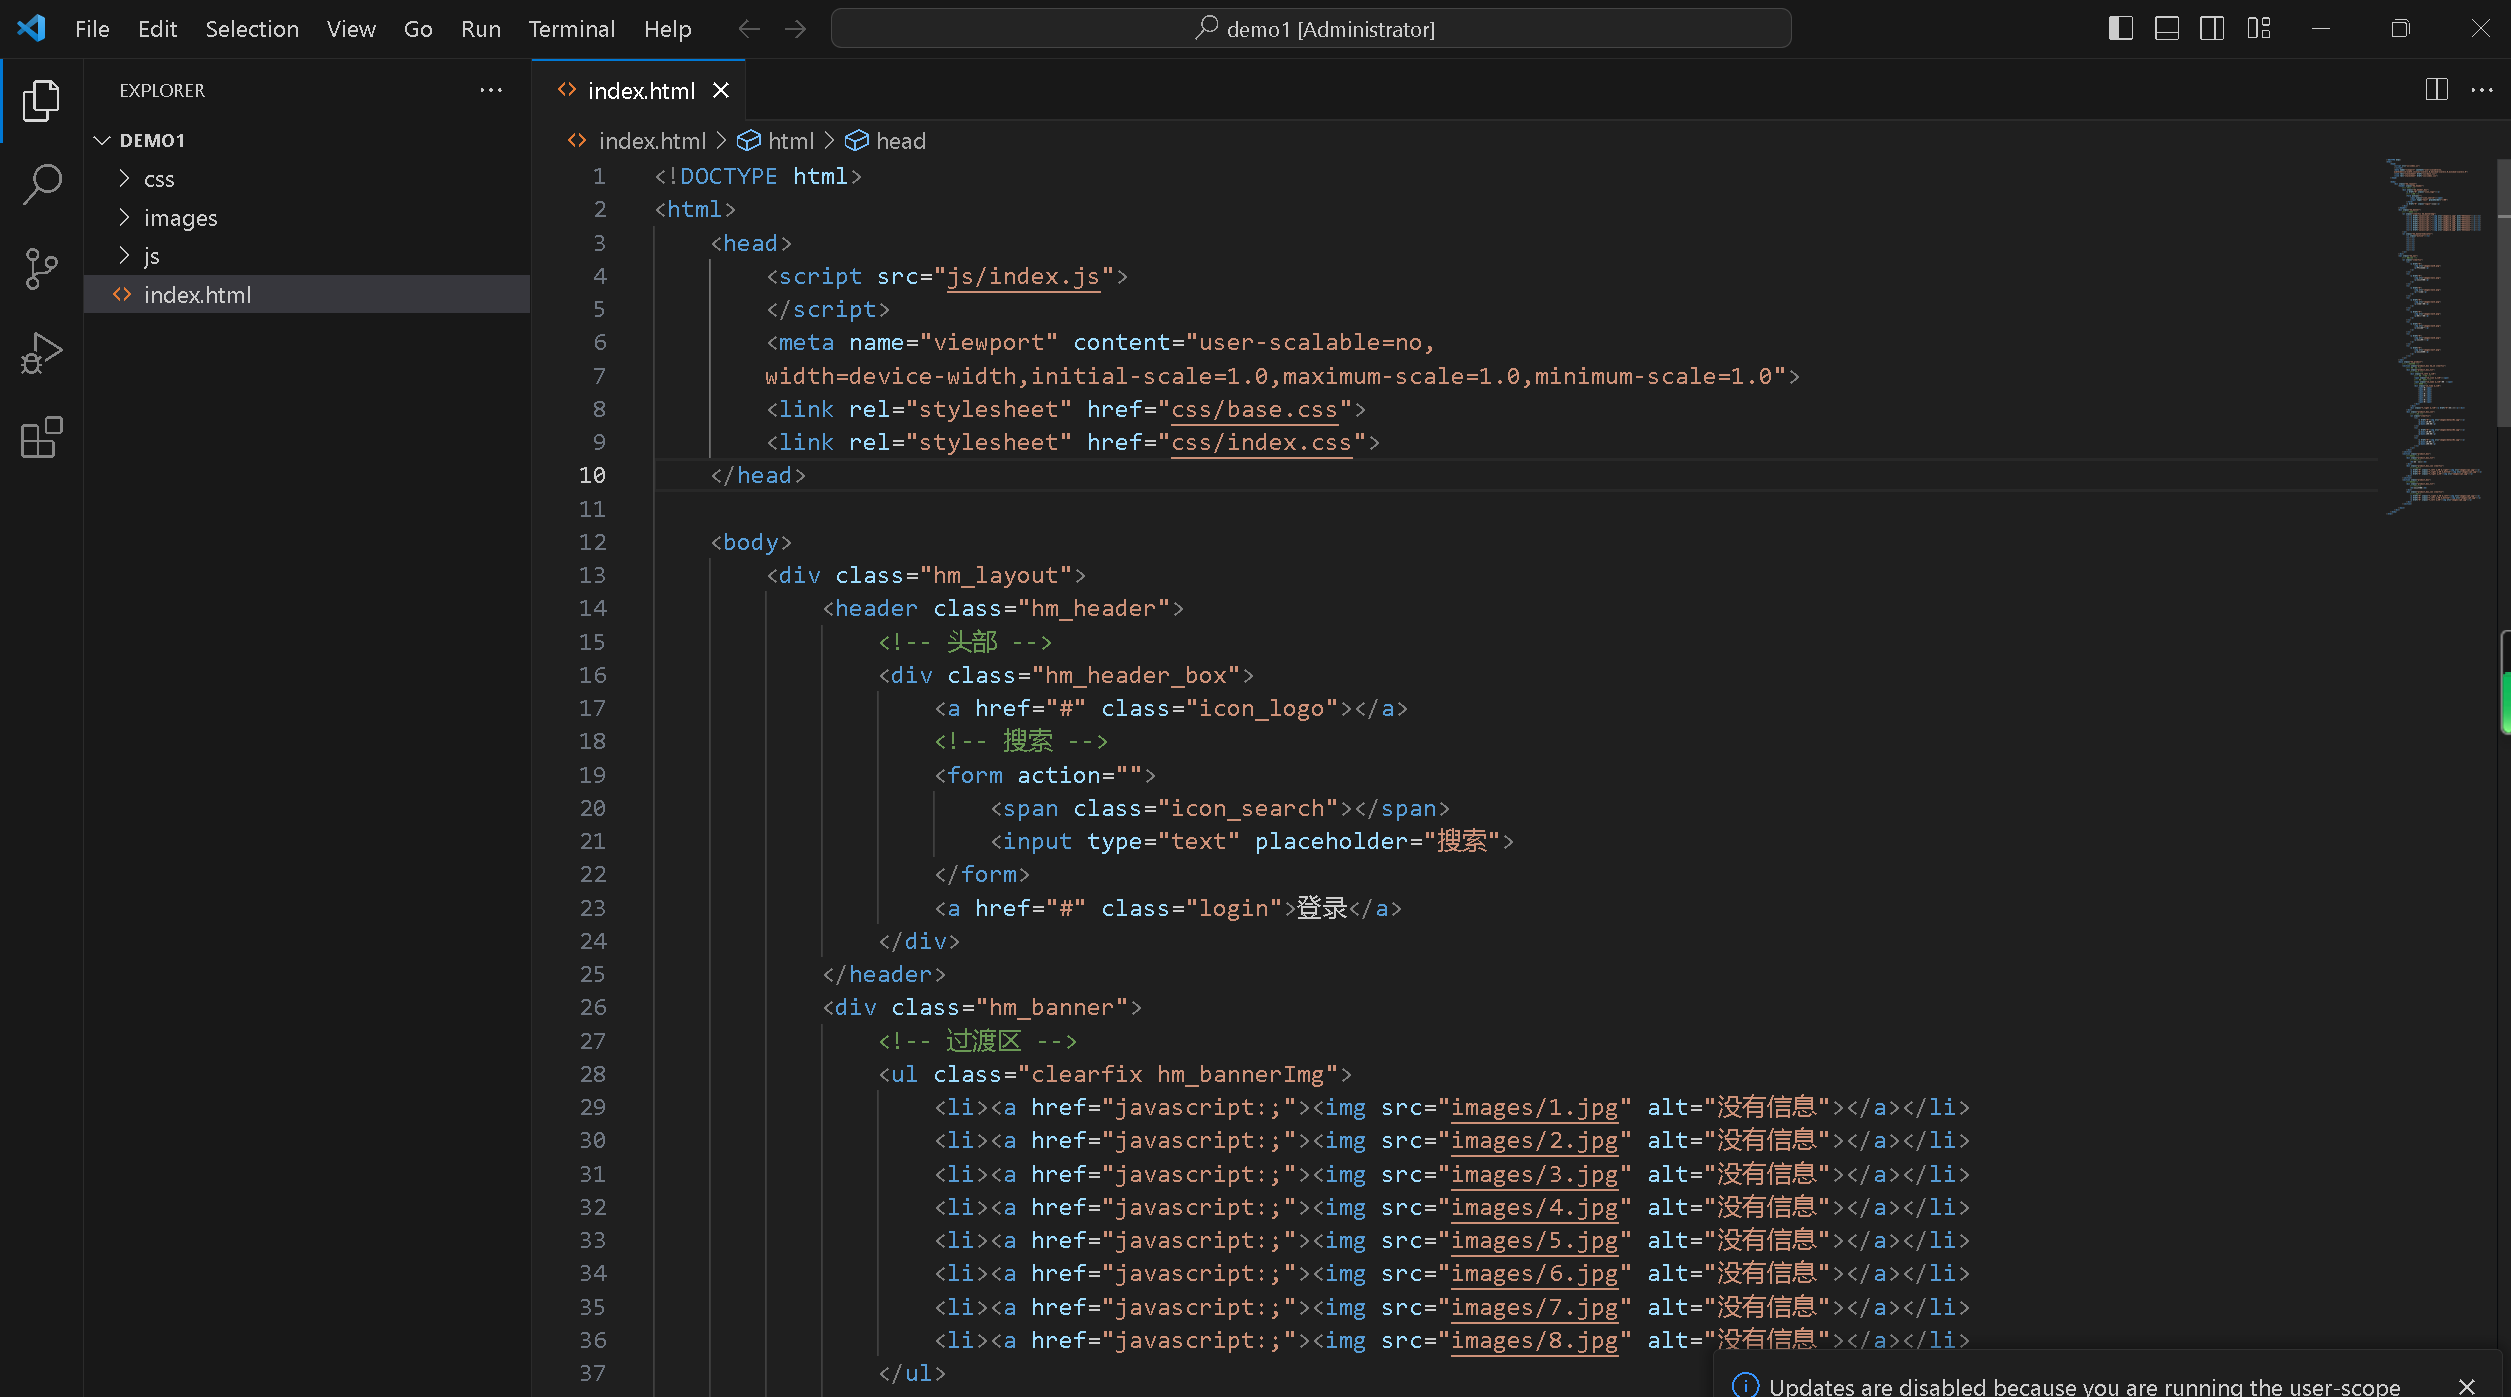 File Edit Selection View Go Run Terminal Help
demo1 [Administrator]
EXPLORER
DEMO1
css
images
js
index.html
index.html
index.html > html > head
1 <!DOCTYPE html>
2 <html>
3 <head>
4 <script src="js/index.js">
5 </script>
6 <meta name="viewport" content="user-scalable=no,
7 width=device-width,initial-scale=1.0,maximum-scale=1.0,minimum-scale=1.0">
8 <link rel="stylesheet" href="css/base.css">
9 <link rel="stylesheet" href="css/index.css">
10 </head>
11
12 <body>
13 <div class="hm_layout">
14 <header class="hm_header">
15 <!-- 头部 -->
16 <div class="hm_header_box">
17 <a href="#" class="icon_logo"></a>
18 <!-- 搜索 -->
19 <form action="">
20 <span class="icon_search"></span>
21 <input type="text" placeholder="搜索">
22 </form>
23 <a href="#" class="login">登录</a>
24 </div>
25 </header>
26 <div class="hm_banner">
27 <!-- 过渡区 -->
28 <ul class="clearfix hm_bannerImg">
29 <li><a href="javascript:;"><img src="images/1.jpg" alt="没有信息"></a></li>
30 <li><a href="javascript:;"><img src="images/2.jpg" alt="没有信息"></a></li>
31 <li><a href="javascript:;"><img src="images/3.jpg" alt="没有信息"></a></li>
32 <li><a href="javascript:;"><img src="images/4.jpg" alt="没有信息"></a></li>
33 <li><a href="javascript:;"><img src="images/5.jpg" alt="没有信息"></a></li>
34 <li><a href="javascript:;"><img src="images/6.jpg" alt="没有信息"></a></li>
35 <li><a href="javascript:;"><img src="images/7.jpg" alt="没有信息"></a></li>
36 <li><a href="javascript:;"><img src="images/8.jpg" alt="没有信息"></a></li>
37 </ul>
Updates are disabled because you are running the user-scope